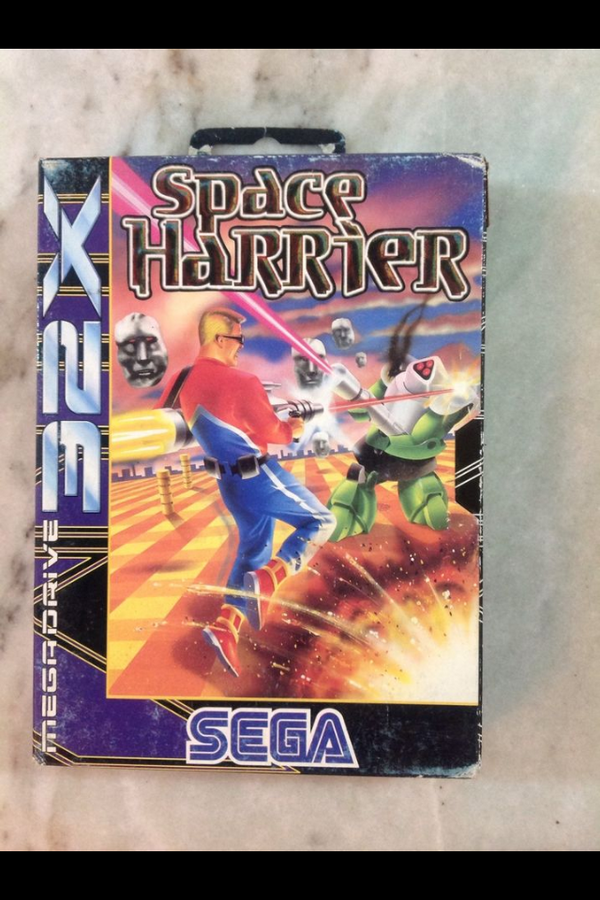 Space
Harrier
MEGADRIVE 32X
SEGA